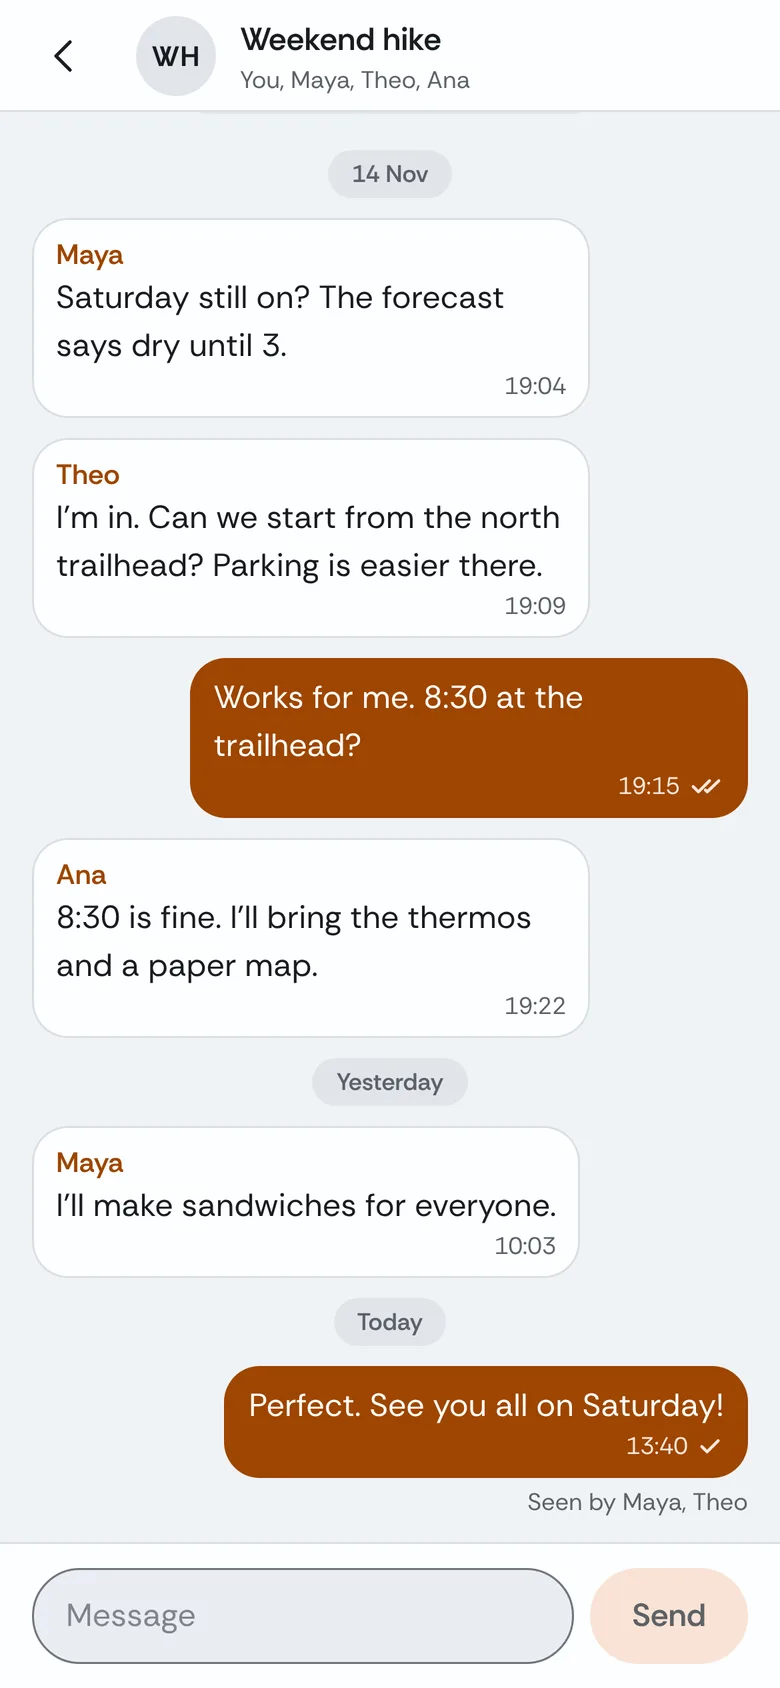 WH
Weekend hike
You, Maya, Theo, Ana
14 Nov
Maya
Saturday still on? The forecast
says dry until 3.
19:04
Theo
I'm in. Can we start from the north
trailhead? Parking is easier there.
19:09
Works for me. 8:30 at the
trailhead?
19:15
Ana
8:30 is fine. I'll bring the thermos
and a paper map.
19:22
Yesterday
Maya
I'll make sandwiches for everyone.
10:03
Today
Perfect. See you all on Saturday!
13:40
Seen by Maya, Theo
Message
Send